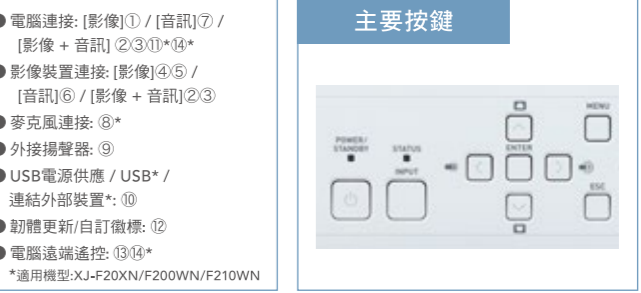 ● 電腦連接: [影像]① / [音訊]⑦ /
[影像 + 音訊] ②③⑪*⑭*
● 影像裝置連接: [影像]④⑤ /
[音訊]⑥ / [影像 + 音訊]②③
● 麥克風連接: ⑧*
● 外接揚聲器: ⑨
● USB電源供應 / USB* /
連結外部裝置*: ⑩
● 韌體更新/自訂徽標: ⑫
● 電腦遠端遙控: ⑬⑭*
*適用機型:XJ-F20XN/F200WN/F210WN
主要按鍵
POWER/
STANDBY
STATUS
INPUT
ENTER
MENU
ESC